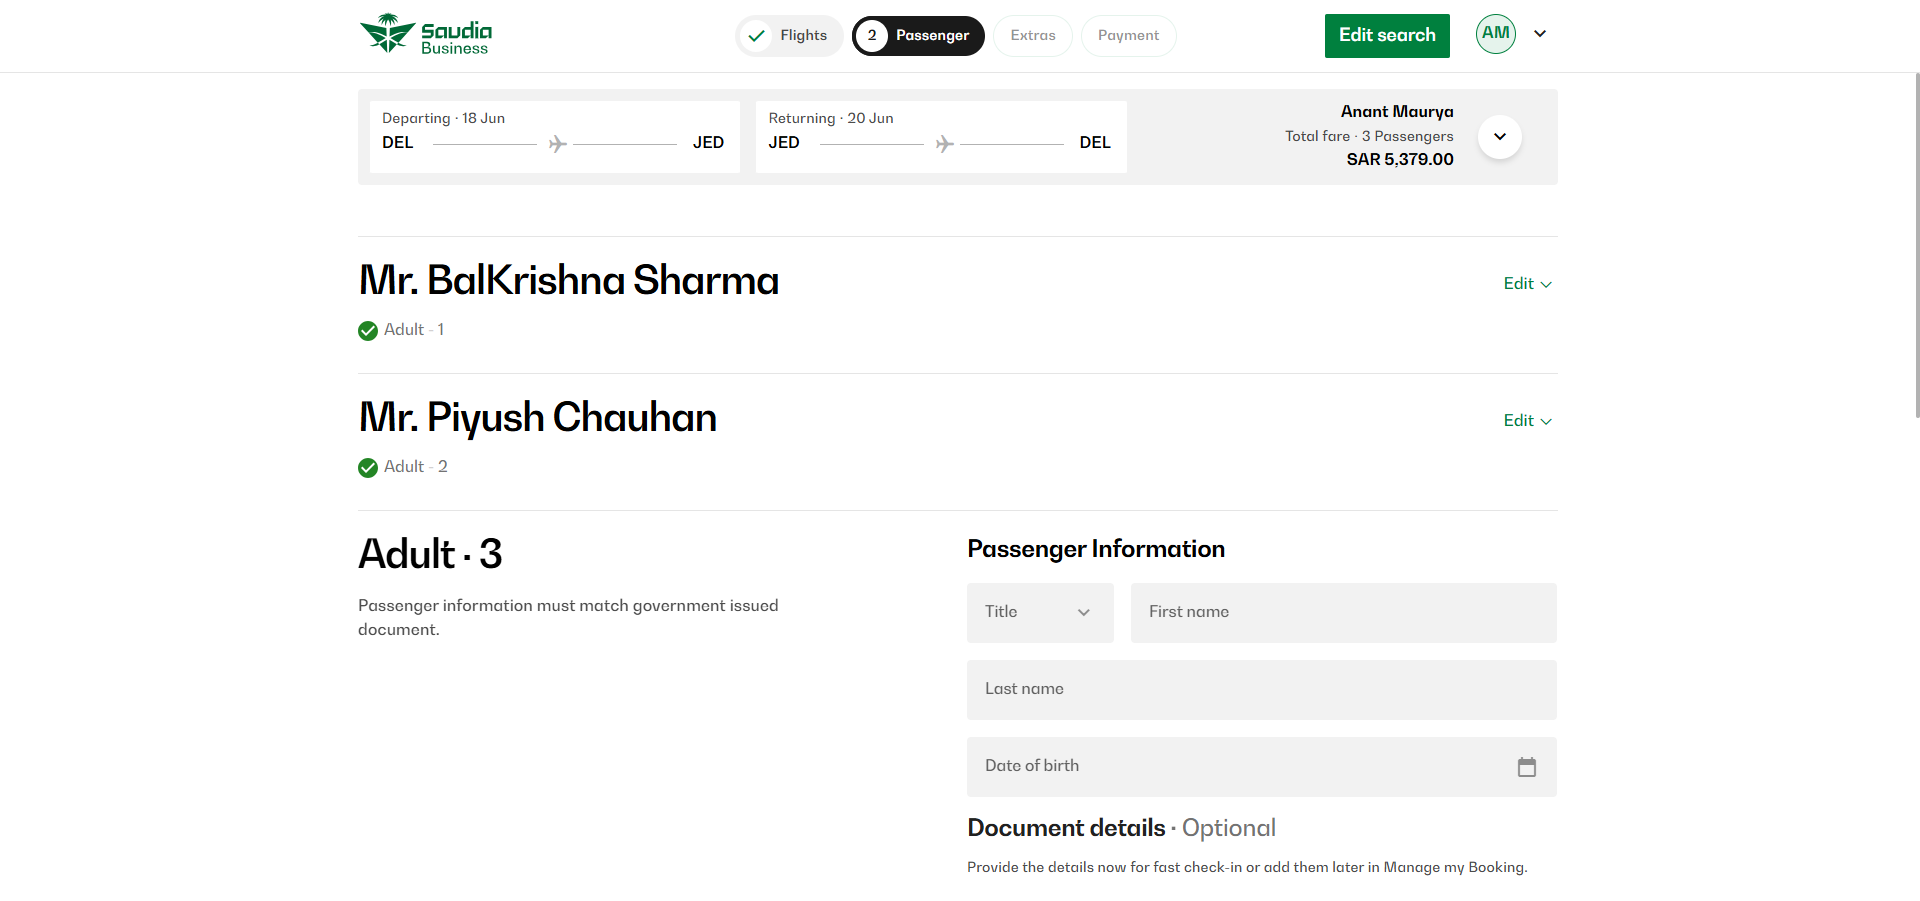 Saudia
Business
Flights
2 Passenger
Extras
Payment
Edit search
AM
Departing · 18 Jun
DEL JED
Returning · 20 Jun
JED DEL
Anant Maurya
Total fare · 3 Passengers
SAR 5,379.00
Mr. BalKrishna Sharma
Edit
Adult - 1
Mr. Piyush Chauhan
Edit
Adult - 2
Adult · 3
Passenger information must match government issued
document.
Passenger Information
Title
First name
Last name
Date of birth
Document details · Optional
Provide the details now for fast check-in or add them later in Manage my Booking.